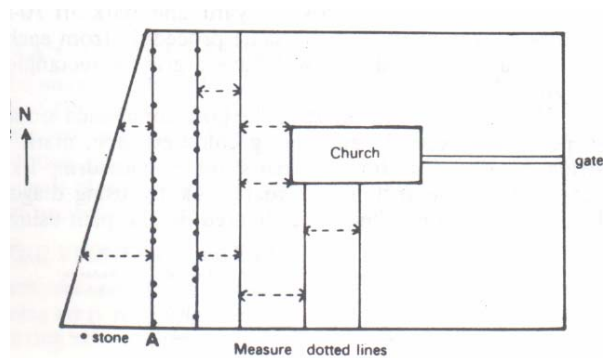 N
Church
gate
• stone
A
Measure dotted lines